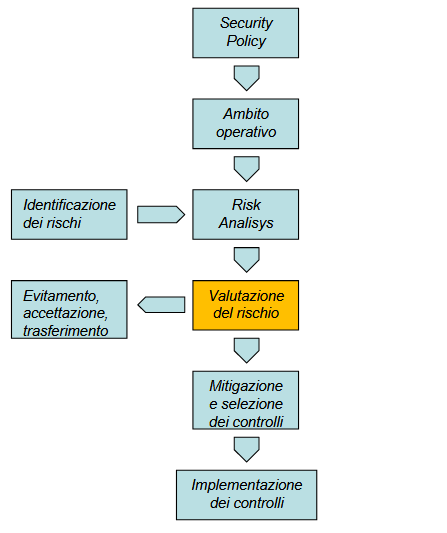 Security
Policy
Ambito
operativo
Identificazione
dei rischi
Risk
Analisys
Evitamento,
accettazione,
trasferimento
Valutazione
del rischio
Mitigazione
e selezione
dei controlli
Implementazione
dei controlli